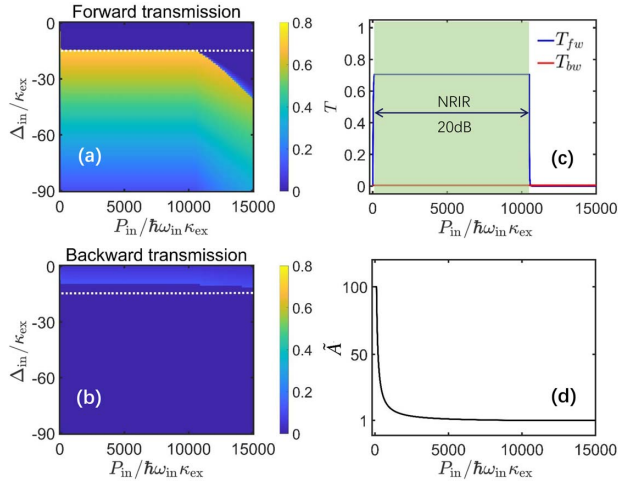 Forward transmission
0
-30
-60
-90
Δin/κex
(a)
0 5000 10000 15000
Pin/ħωinκex
0.8
0.6
0.4
0.2
0
1
0.8
0.6
0.4
0.2
0
T
Tfw
Tbw
NRIR
20dB
(c)
0 5000 10000 15000
Pin/ħωinκex
Backward transmission
0
-30
-60
-90
Δin/κex
(b)
0 5000 10000 15000
Pin/ħωinκex
0.8
0.6
0.4
0.2
0
100
50
1
Ã
(d)
0 5000 10000 15000
Pin/ħωinκex